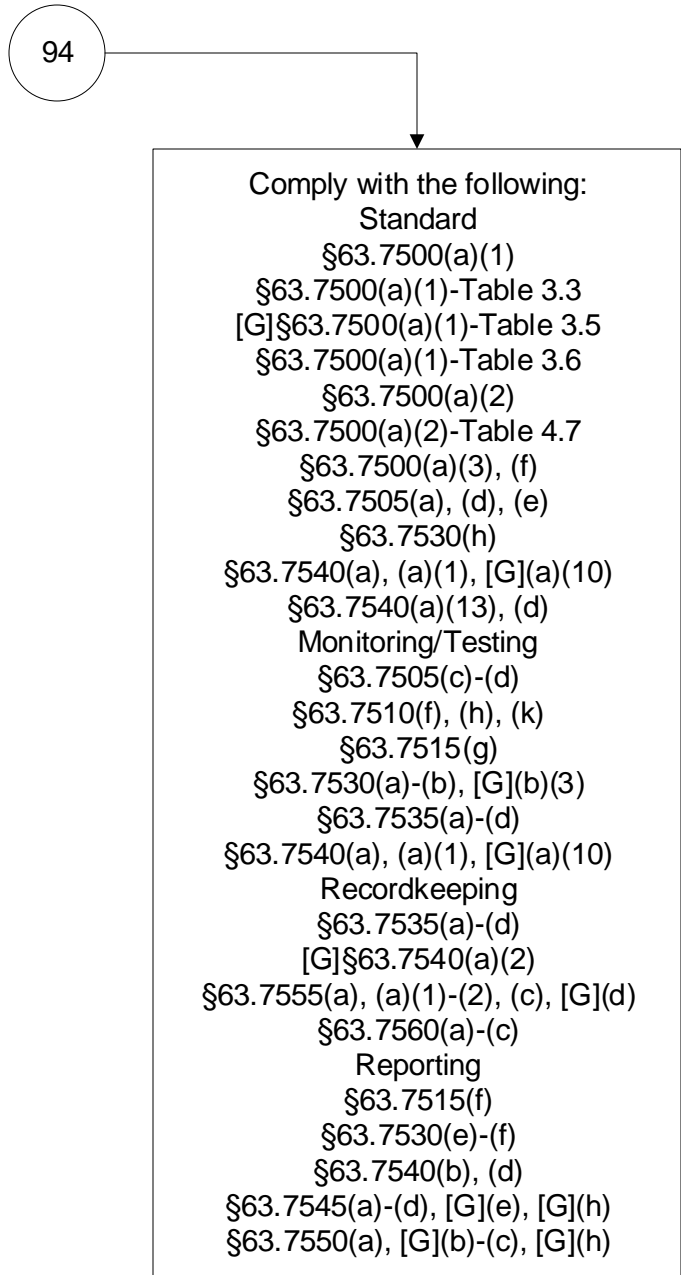 94
Comply with the following:
Standard
§63.7500(a)(1)
§63.7500(a)(1)-Table 3.3
[G]§63.7500(a)(1)-Table 3.5
§63.7500(a)(1)-Table 3.6
§63.7500(a)(2)
§63.7500(a)(2)-Table 4.7
§63.7500(a)(3), (f)
§63.7505(a), (d), (e)
§63.7530(h)
§63.7540(a), (a)(1), [G](a)(10)
§63.7540(a)(13), (d)
Monitoring/Testing
§63.7505(c)-(d)
§63.7510(f), (h), (k)
§63.7515(g)
§63.7530(a)-(b), [G](b)(3)
§63.7535(a)-(d)
§63.7540(a), (a)(1), [G](a)(10)
Recordkeeping
§63.7535(a)-(d)
[G]§63.7540(a)(2)
§63.7555(a), (a)(1)-(2), (c), [G](d)
§63.7560(a)-(c)
Reporting
§63.7515(f)
§63.7530(e)-(f)
§63.7540(b), (d)
§63.7545(a)-(d), [G](e), [G](h)
§63.7550(a), [G](b)-(c), [G](h)